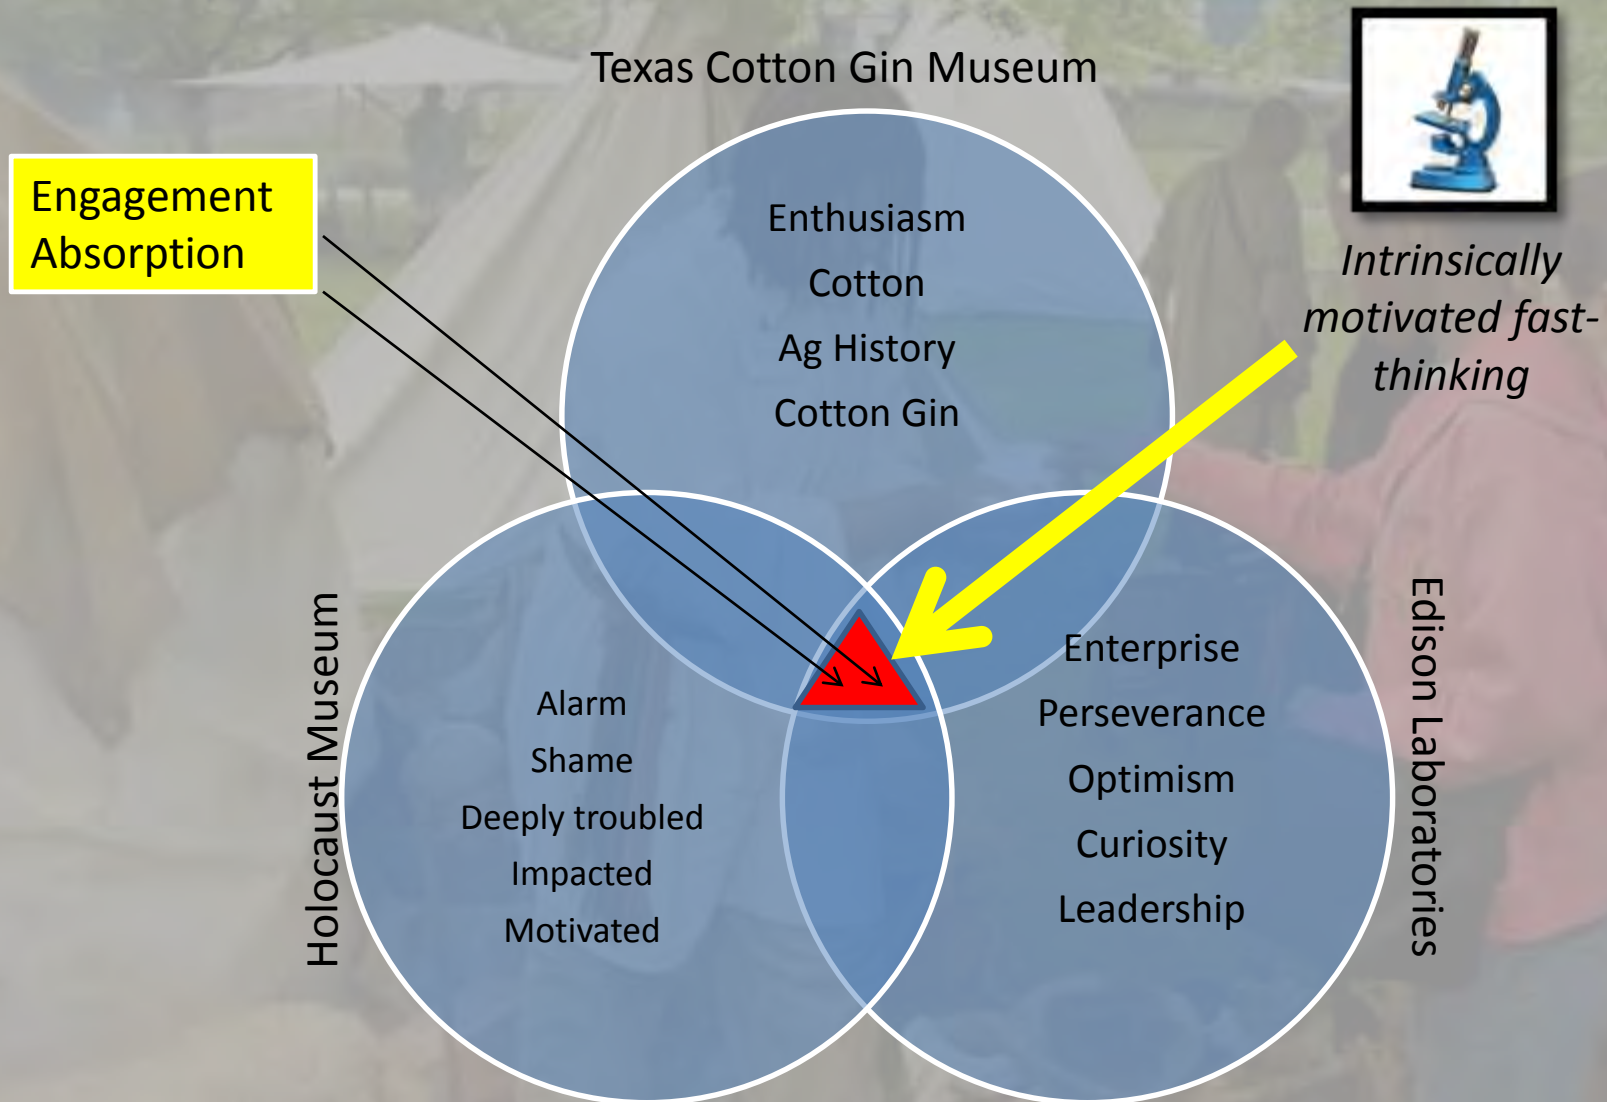 Texas Cotton Gin Museum
Engagement
Absorption
Enthusiasm
Cotton
Ag History
Cotton Gin
Intrinsically
motivated fast-
thinking
Holocaust Museum
Alarm
Shame
Deeply troubled
Impacted
Motivated
Enterprise
Perseverance
Optimism
Curiosity
Leadership
Edison Laboratories